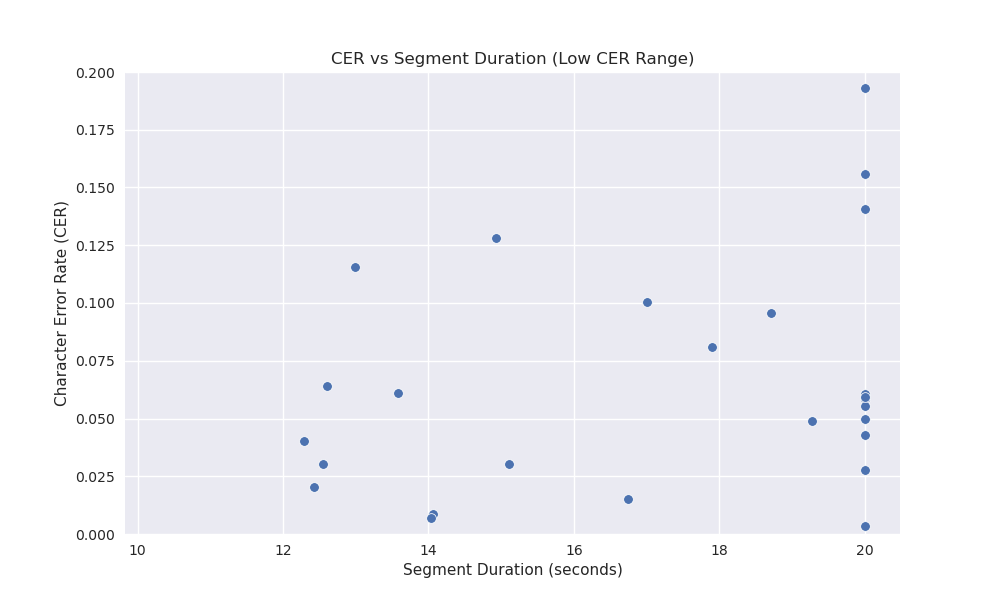 CER vs Segment Duration (Low CER Range)
Character Error Rate (CER)
0.200
0.175
0.150
0.125
0.100
0.075
0.050
0.025
0.000
10 12 14 16 18 20
Segment Duration (seconds)